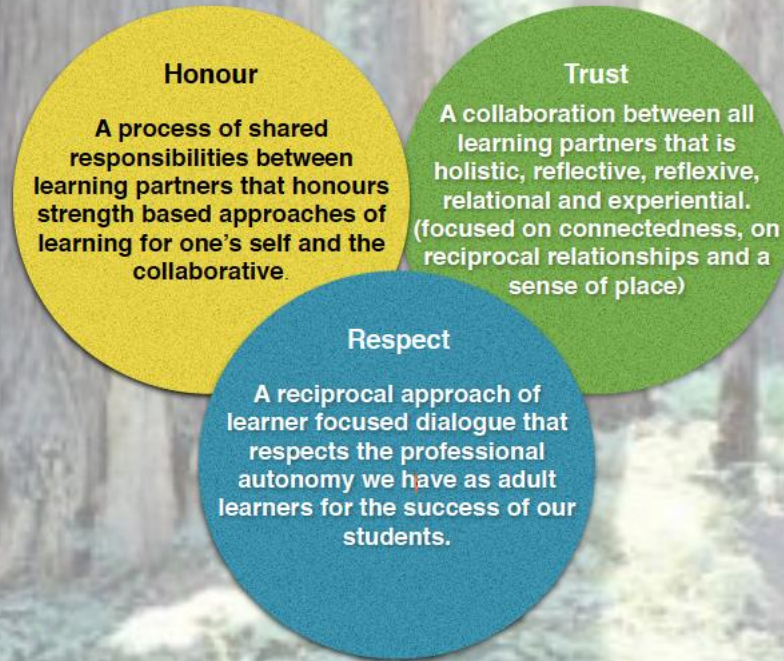 Honour
A process of shared
responsibilities between
learning partners that honours
strength based approaches of
learning for one's self and the
collaborative.
Trust
A collaboration between all
learning partners that is
holistic, reflective, reflexive,
relational and experiential.
(focused on connectedness, on
reciprocal relationships and a
sense of place)
Respect
A reciprocal approach of
learner focused dialogue that
respects the professional
autonomy we have as adult
learners for the success of our
students.